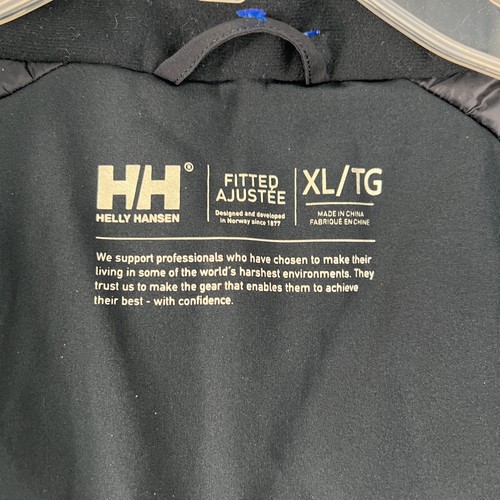 H/H®
HELLY HANSEN
FITTED
AJUSTÉE
Designed and developed
in Norway since 1877
XL/TG
MADE IN CHINA
FABRIQUÉ EN CHINE
We support professionals who have chosen to make their
living in some of the world's harshest environments. They
trust us to make the gear that enables them to achieve
their best - with confidence.